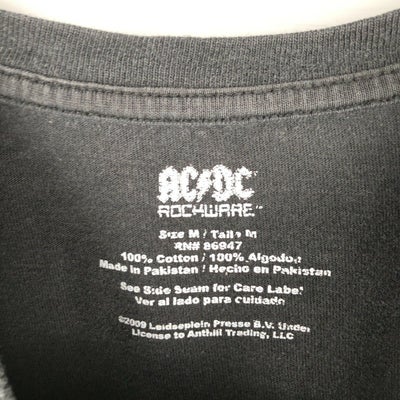 AC/DC
ROCKWARE™
Size M / Talla M
RN# 86947
100% Cotton / 100% Algodon
Made in Pakistan / Hecho en Pakistan
See Side Seam for Care Label
Ver al lado para cuidado
©2009 Leidseplein Presse B.V. Under
License to Anthill Trading, LLC